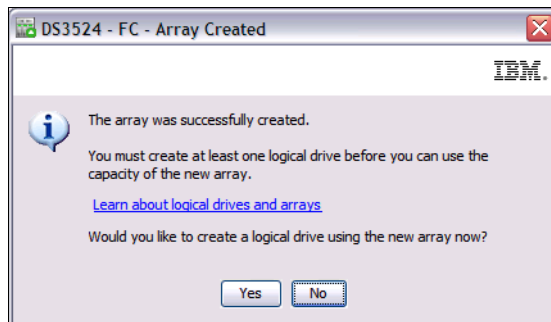 DS3524 - FC - Array Created
IBM.
The array was successfully created.
You must create at least one logical drive before you can use the
capacity of the new array.
Learn about logical drives and arrays
Would you like to create a logical drive using the new array now?
Yes No